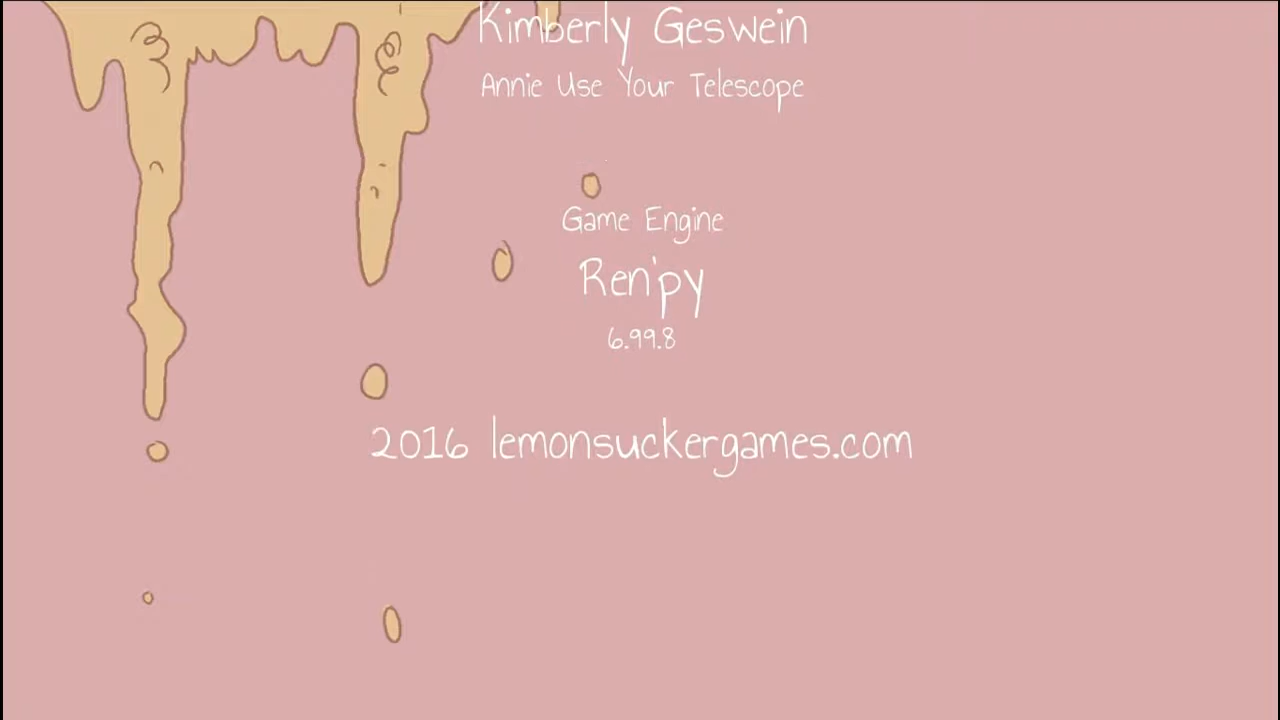 Kimberly Geswein
Annie Use Your Telescope
Game Engine
Ren'py
6.99.8
2016 lemonsuckergames.com